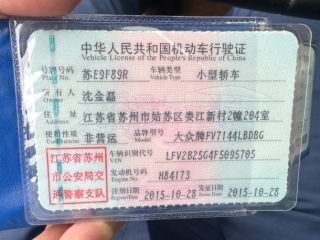 中华人民共和国机动车行驶证
Vehicle License of the People's Republic of China
号牌号码 苏E9F89R 车辆类型 小型轿车
Plate No. Vehicle Type
所有人 沈金磊
Owner
住址 江苏省苏州市姑苏区娄江新村2幢204室
Address
使用性质 非营运 品牌型号 大众牌FV7144LBDBG
Use Character Model
江苏省苏州市公安局交通警察支队
车辆识别代号 LFV2B25G4F5095705
VIN
发动机号码 H84173
Engine No.
注册日期 2015-10-28 发证日期 2015-10-28
Register Date Issue Date